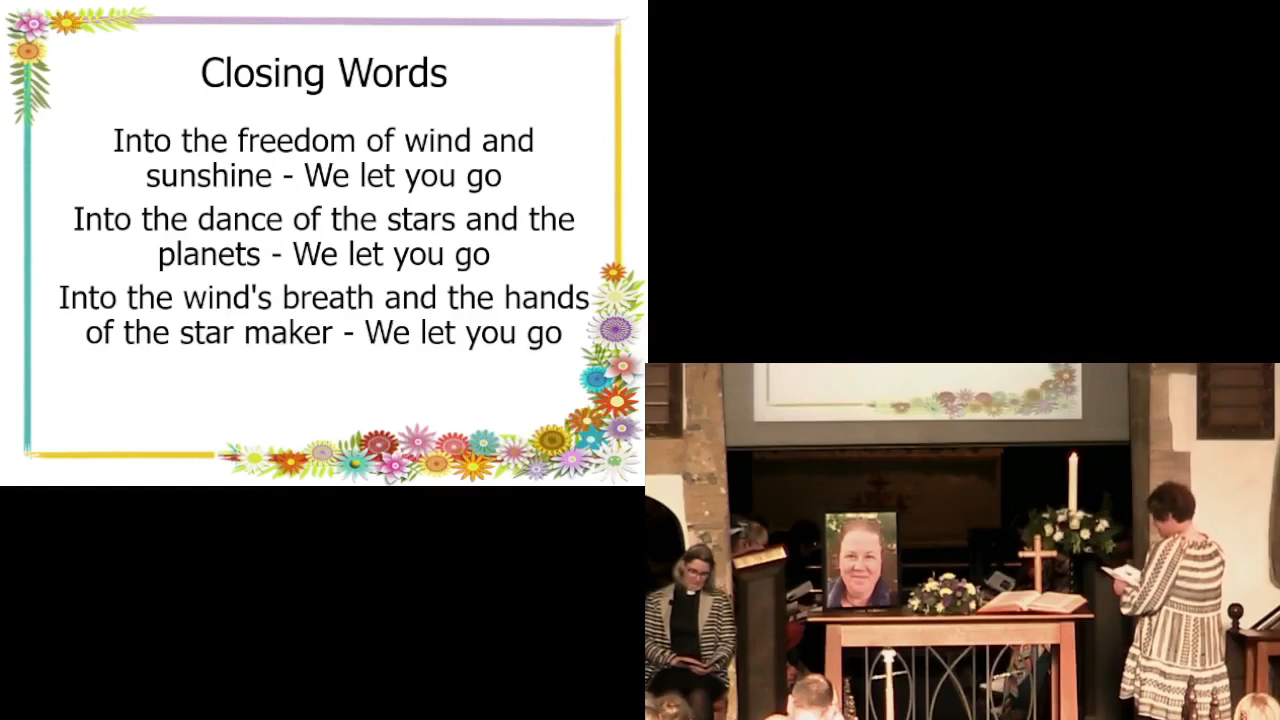 Closing Words
Into the freedom of wind and
sunshine - We let you go
Into the dance of the stars and the
planets - We let you go
Into the wind's breath and the hands
of the star maker - We let you go